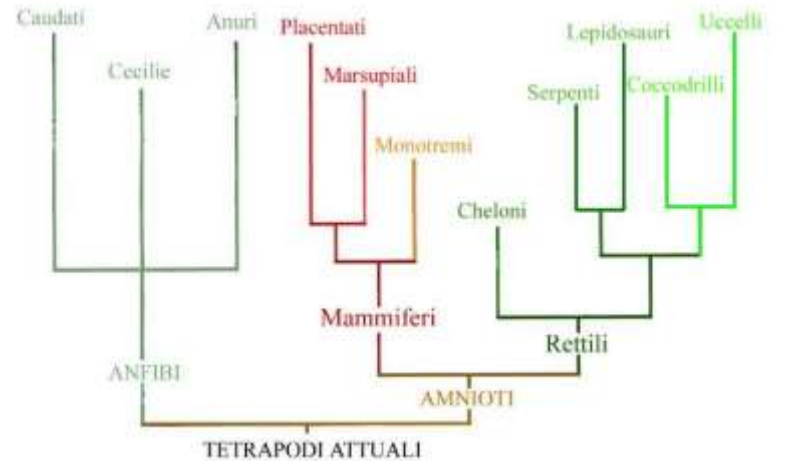 Caudati
Cecilie
Anuri
Placentati
Marsupiali
Monotremi
Lepidosauri
Uccelli
Serpenti
Coccodrilli
Cheloni
Mammiferi
Rettili
ANFIBI
AMNIOTI
TETRAPODI ATTUALI